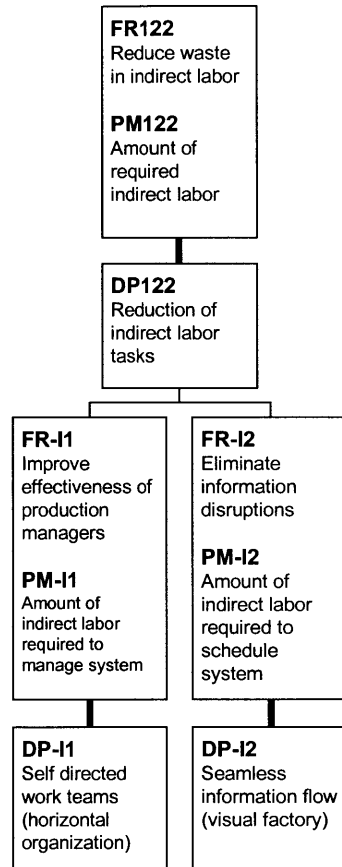 FR122
Reduce waste
in indirect labor
PM122
Amount of
required
indirect labor
DP122
Reduction of
indirect labor
tasks
FR-I1
Improve
effectiveness of
production
managers
PM-I1
Amount of
indirect labor
required to
manage system
FR-I2
Eliminate
information
disruptions
PM-I2
Amount of
indirect labor
required to
schedule
system
DP-I1
Self directed
work teams
(horizontal
organization)
DP-I2
Seamless
information flow
(visual factory)